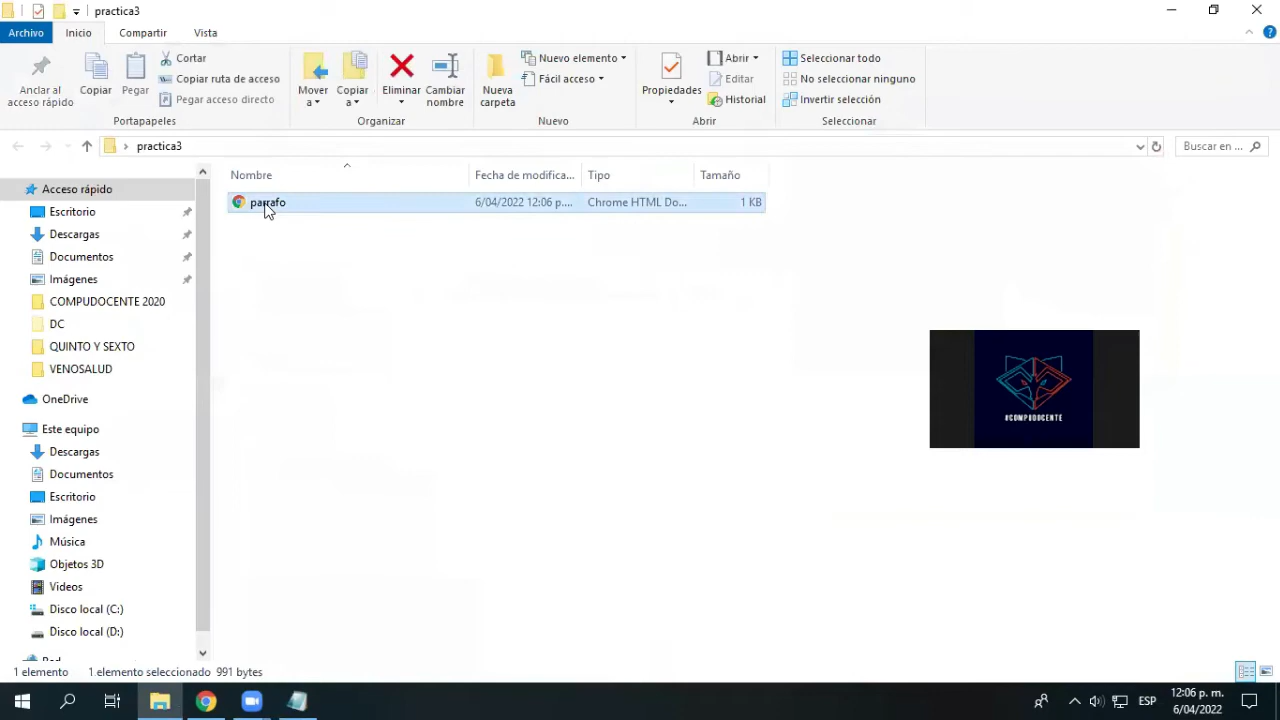 practica3
Archivo
Inicio
Compartir
Vista
Anclar al
acceso rápido
Copiar
Pegar
Cortar
Copiar ruta de acceso
Pegar acceso directo
Portapapeles
Mover
a
Copiar
a
Eliminar
Cambiar
nombre
Organizar
Nueva
carpeta
Nuevo elemento
Fácil acceso
Nuevo
Propiedades
Abrir
Editar
Historial
Abrir
Seleccionar todo
No seleccionar ninguno
Invertir selección
Seleccionar
practica3
Buscar en ...
Nombre
Fecha de modifica...
Tipo
Tamaño
parrafo
6/04/2022 12:06 p....
Chrome HTML Do...
1 KB
Acceso rápido
Escritorio
Descargas
Documentos
Imágenes
COMPUDOCENTE 2020
DC
QUINTO Y SEXTO
VENOSALUD
OneDrive
Este equipo
Descargas
Documentos
Escritorio
Imágenes
Música
Objetos 3D
Videos
Disco local (C:)
Disco local (D:)
#COMPUDOCENTE
1 elemento
1 elemento seleccionado 991 bytes
ESP
12:06 p. m.
6/04/2022